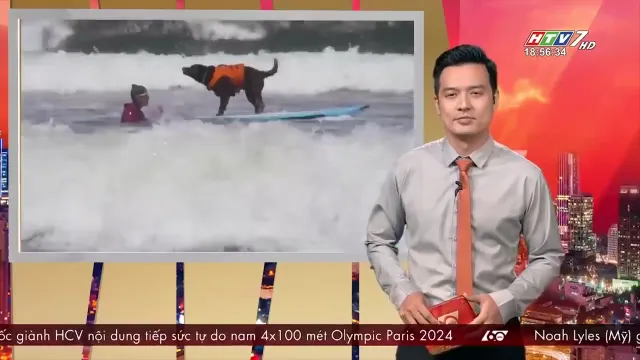 HTV7 HD
18:56:34
ốc giành HCV nội dung tiếp sức tự do nam 4x100 mét Olympic Paris 2024 60 Noah Lyles (Mỹ) g